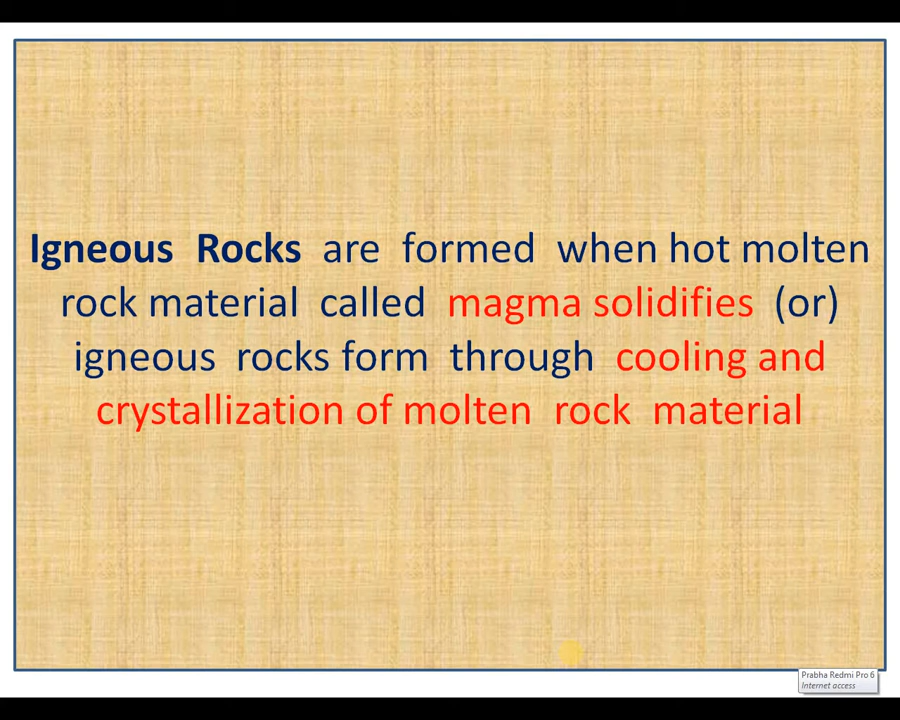 Igneous Rocks are formed when hot molten
rock material called magma solidifies (or)
igneous rocks form through cooling and
crystallization of molten rock material
Prabha Redmi Pro 6
Internet access